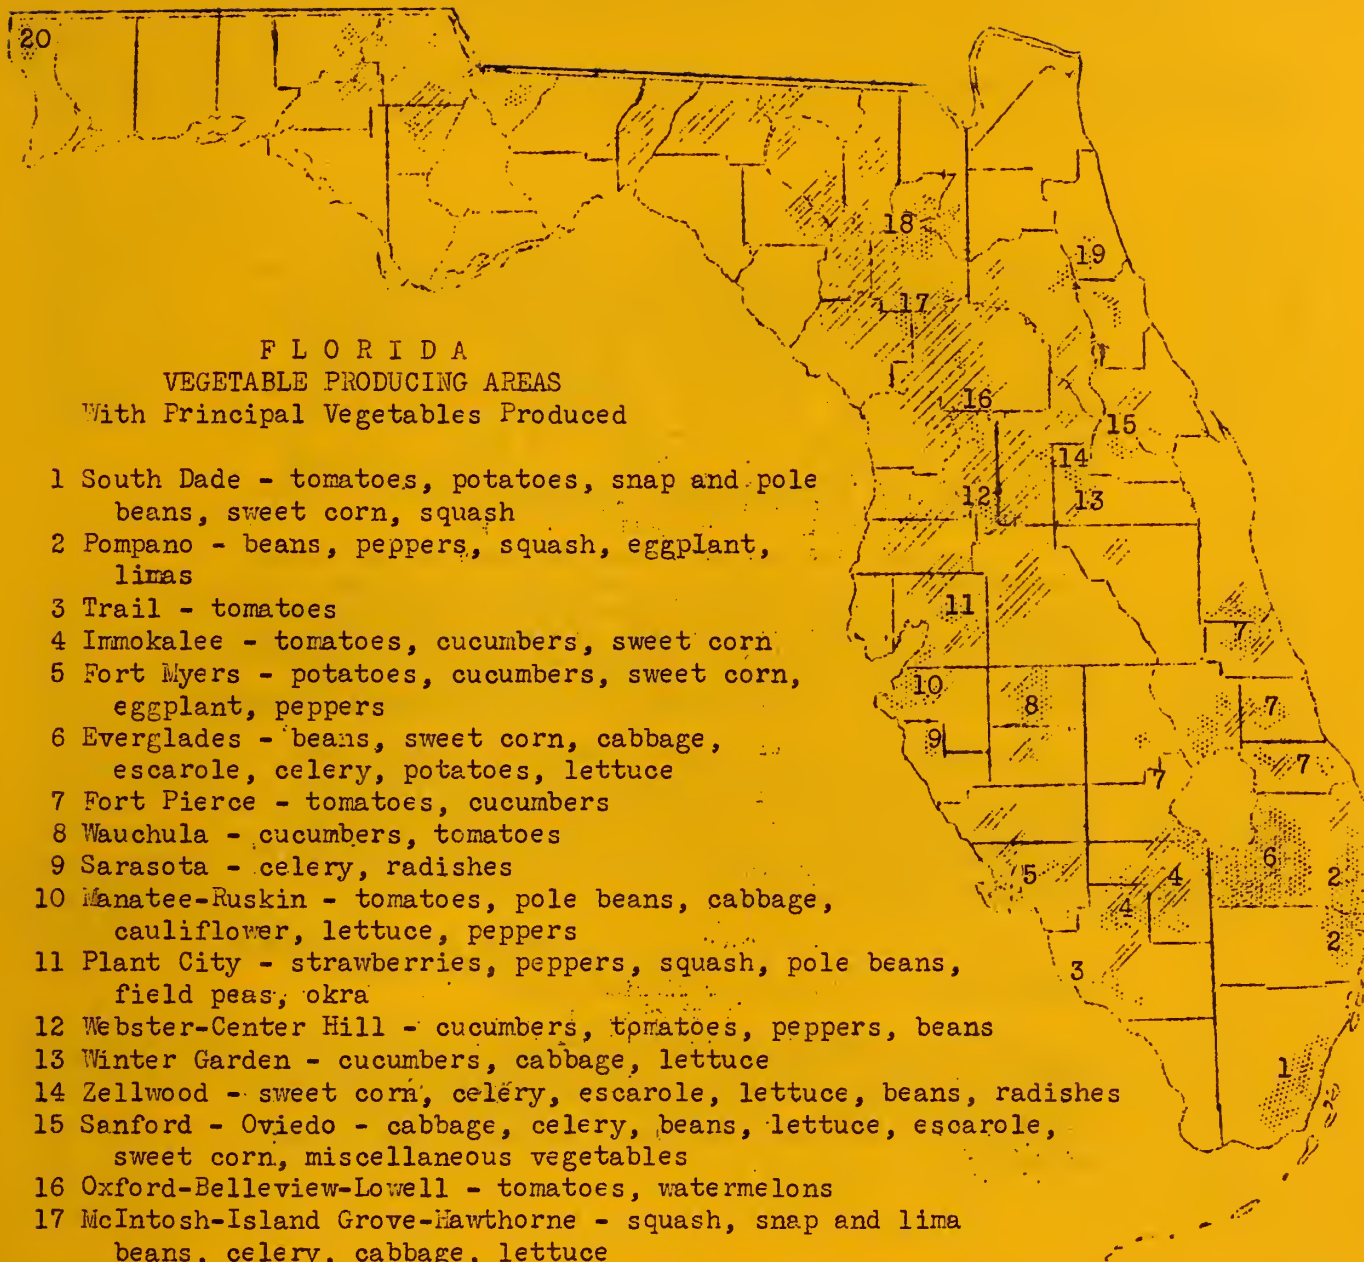 20
18
19
17
F L O R I D A
VEGETABLE PRODUCING AREAS
With Principal Vegetables Produced
16
15
14
12
13
1 South Dade - tomatoes, potatoes, snap and pole
beans, sweet corn, squash
2 Pompano - beans, peppers, squash, eggplant,
limas
3 Trail - tomatoes
11
4 Immokalee - tomatoes, cucumbers, sweet corn
7
5 Fort Myers - potatoes, cucumbers, sweet corn,
eggplant, peppers
10
8
7
6 Everglades - beans, sweet corn, cabbage,
escarole, celery, potatoes, lettuce
9
7
7
7 Fort Pierce - tomatoes, cucumbers
8 Wauchula - cucumbers, tomatoes
9 Sarasota - celery, radishes
5
4
6
2
10 Manatee-Ruskin - tomatoes, pole beans, cabbage,
cauliflower, lettuce, peppers
4
2
11 Plant City - strawberries, peppers, squash, pole beans,
field peas, okra
3
12 Webster-Center Hill - cucumbers, tomatoes, peppers, beans
13 Winter Garden - cucumbers, cabbage, lettuce
1
14 Zellwood - sweet corn, celery, escarole, lettuce, beans, radishes
15 Sanford - Oviedo - cabbage, celery, beans, lettuce, escarole,
sweet corn, miscellaneous vegetables
16 Oxford-Belleview-Lowell - tomatoes, watermelons
17 McIntosh-Island Grove-Hawthorne - squash, snap and lima
beans, celery, cabbage, lettuce